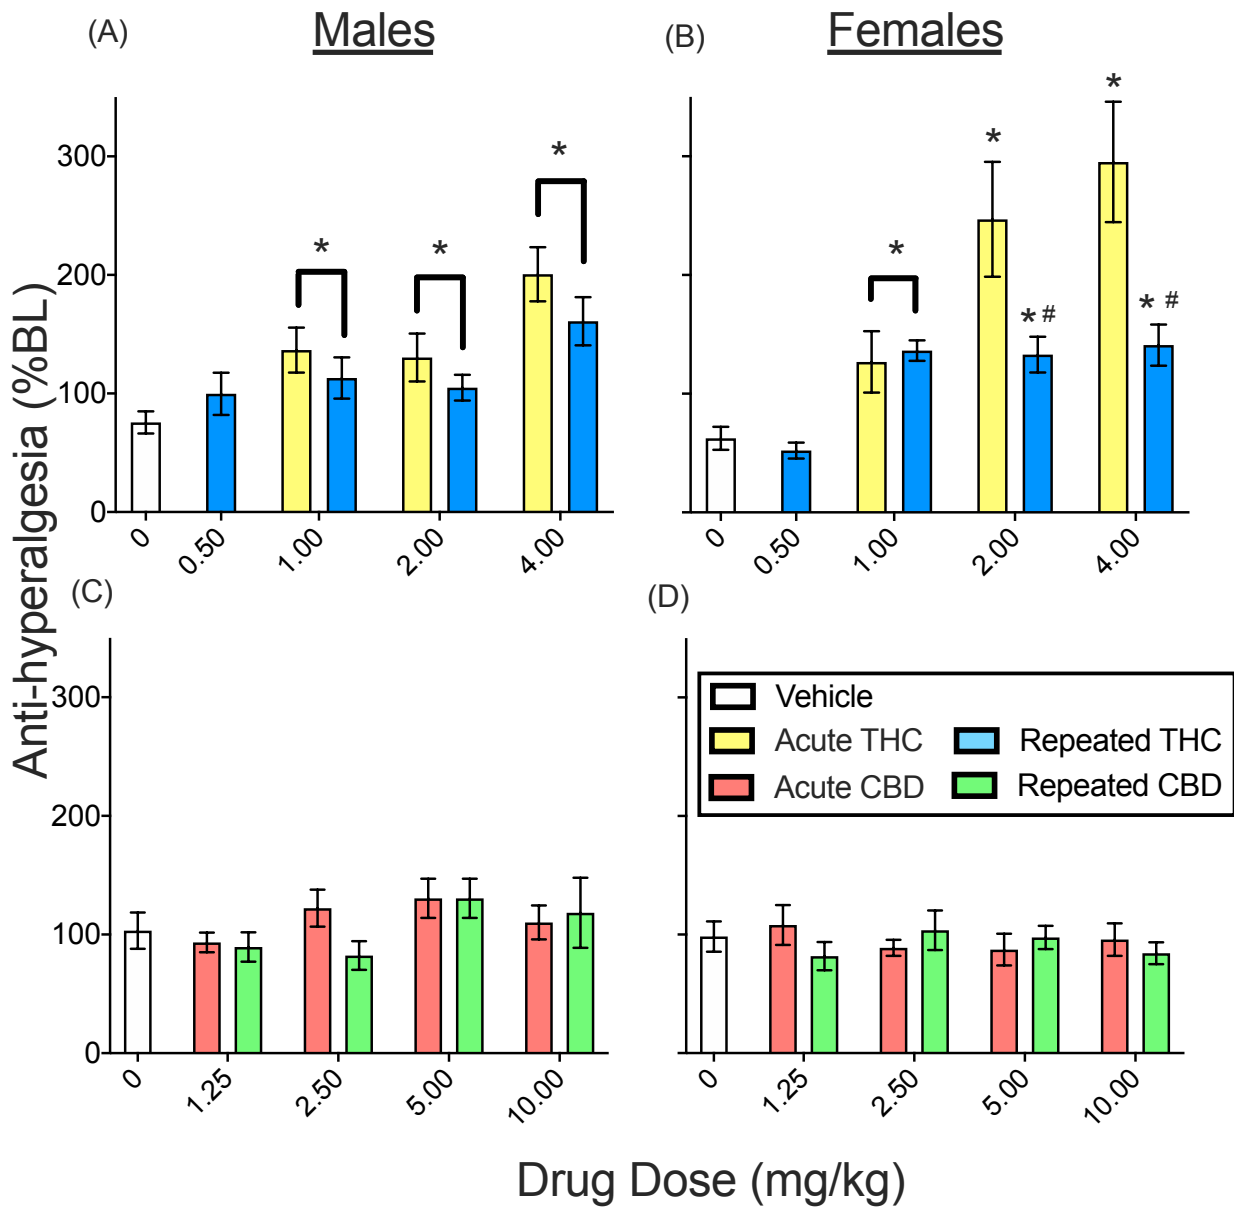 (A) Males
(B) Females
Anti-hyperalgesia (%BL)
300
200
100
0
*
*
*
0 0.50 1.00 2.00 4.00
*
*
* #
*
* #
0 0.50 1.00 2.00 4.00
(C)
300
200
100
0
0 1.25 2.50 5.00 10.00
(D)
Vehicle
Acute THC Repeated THC
Acute CBD Repeated CBD
0 1.25 2.50 5.00 10.00
Drug Dose (mg/kg)